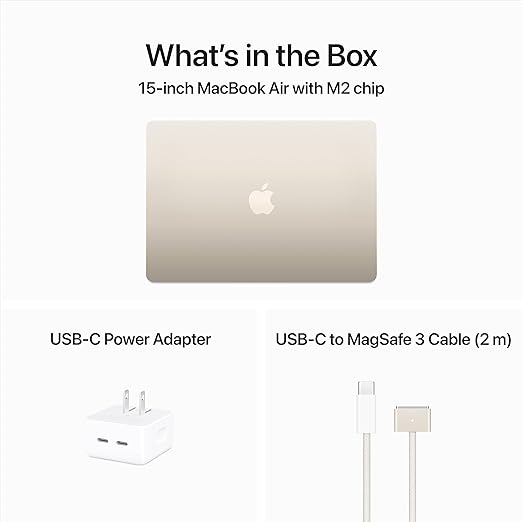 What's in the Box
15-inch MacBook Air with M2 chip
USB-C Power Adapter
USB-C to MagSafe 3 Cable (2 m)